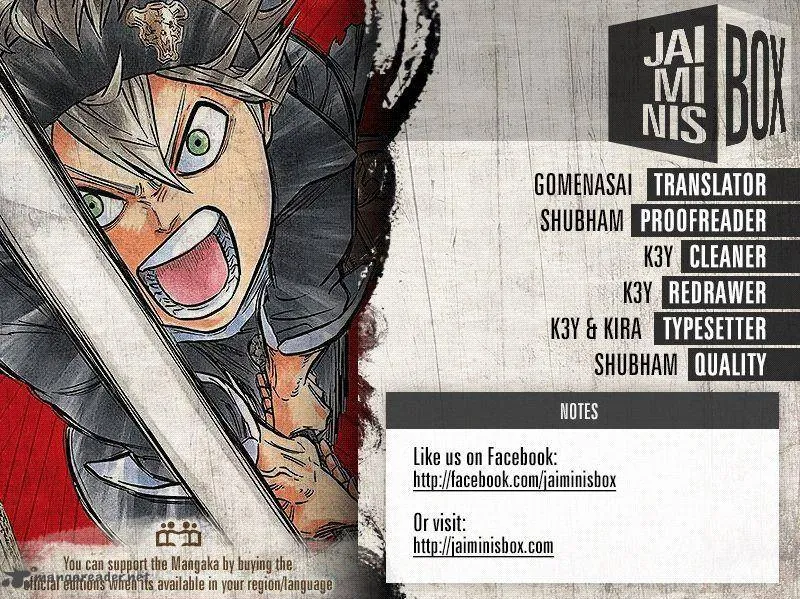 JAI
MI
NIS
BOX
GOMENASAI TRANSLATOR
SHUBHAM PROOFREADER
K3Y CLEANER
K3Y REDRAWER
K3Y & KIRA TYPESETTER
SHUBHAM QUALITY
NOTES
Like us on Facebook:
http://facebook.com/jaiminisbox
Or visit:
http://jaiminisbox.com
You can support the Mangaka by buying the
official editions when its available in your region/language
mangareader.net